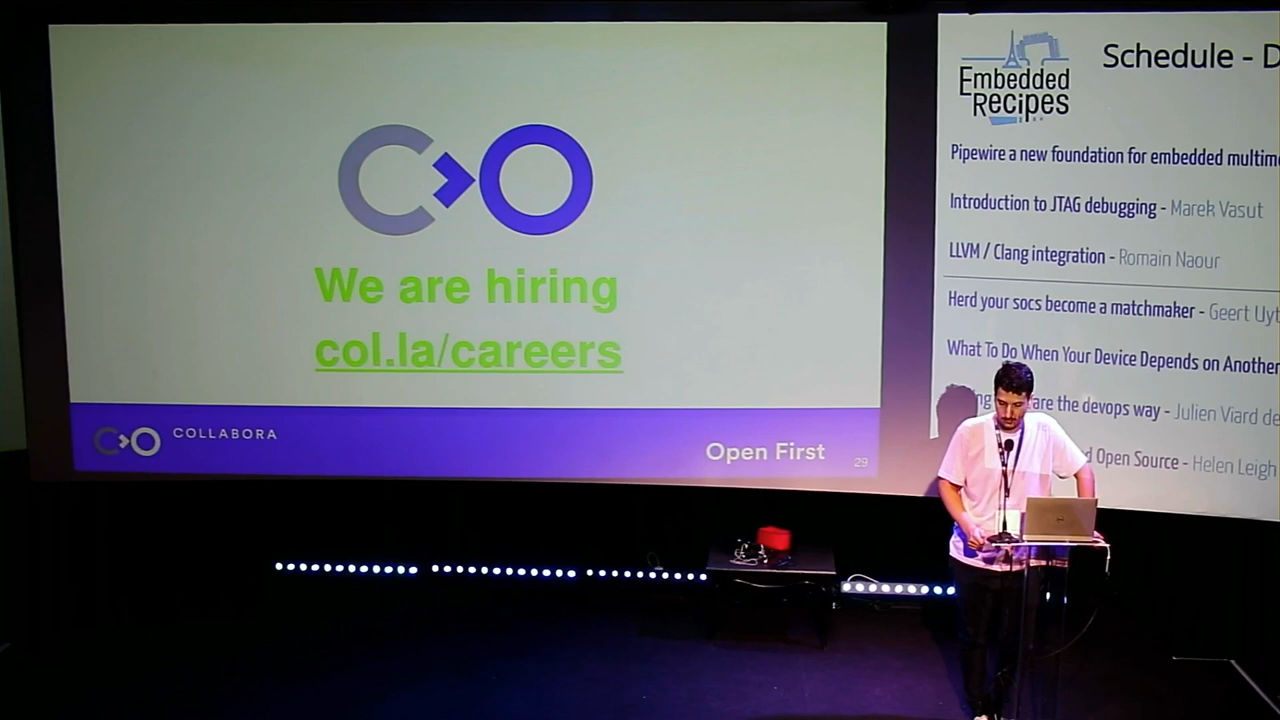 We are hiring
col.la/careers
COLLABORA
Open First
29
Embedded
Recipes
Schedule - D
Pipewire a new foundation for embedded multim
Introduction to JTAG debugging - Marek Vasut
LLVM / Clang integration - Romain Naour
Herd your socs become a matchmaker - Geert Uyt
What To Do When Your Device Depends on Another
are the devops way - Julien Viard de
Open Source - Helen Leigh